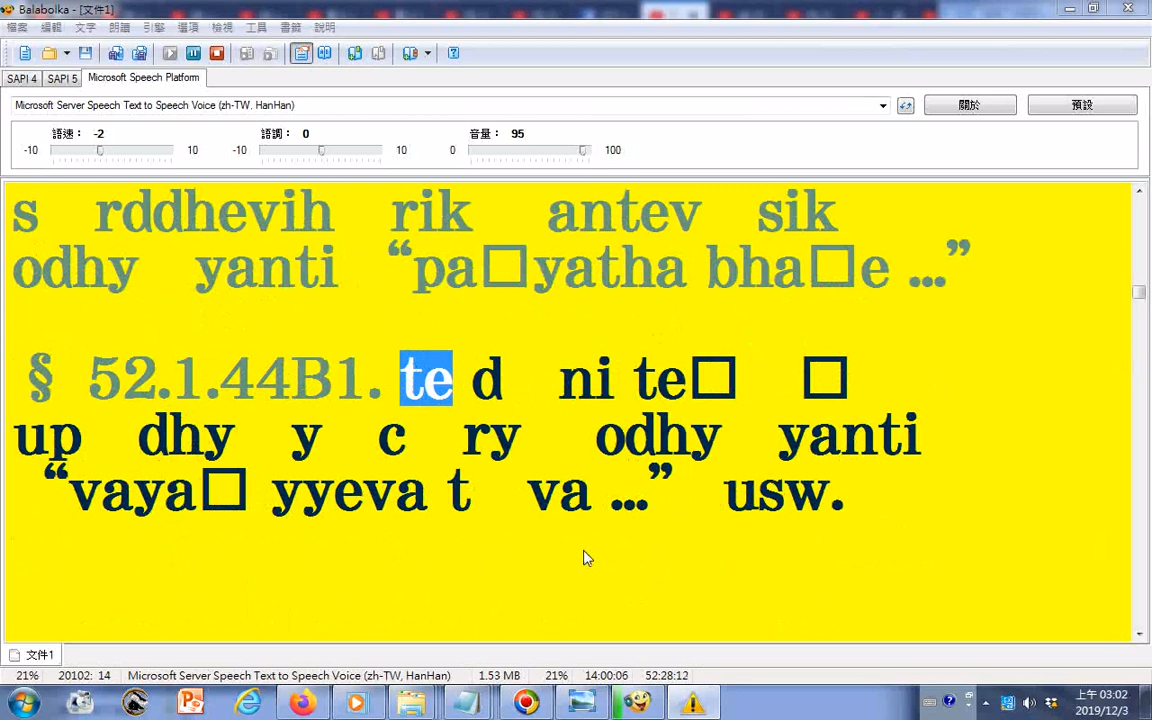 Balabolka - [文件1]
檔案 編輯 文字 朗讀 引擎 選項 檢視 工具 書籤 說明
SAPI 4 SAPI 5 Microsoft Speech Platform
Microsoft Server Speech Text to Speech Voice (zh-TW, HanHan) 關於 預設
語速： -2 語調： 0 音量： 95
-10 10 -10 10 0 100
s rddhevih rik antev sik
odhy yanti “pa□yatha bha□e ...”
§ 52.1.44B1. te d ni te□ □
up dhy y c ry odhy yanti
“vaya□ yyeva t va ...” usw.
文件1
21% 20102: 14 Microsoft Server Speech Text to Speech Voice (zh-TW, HanHan) 1.53 MB 21% 14:00:06 52:28:12
上午 03:02
2019/12/3